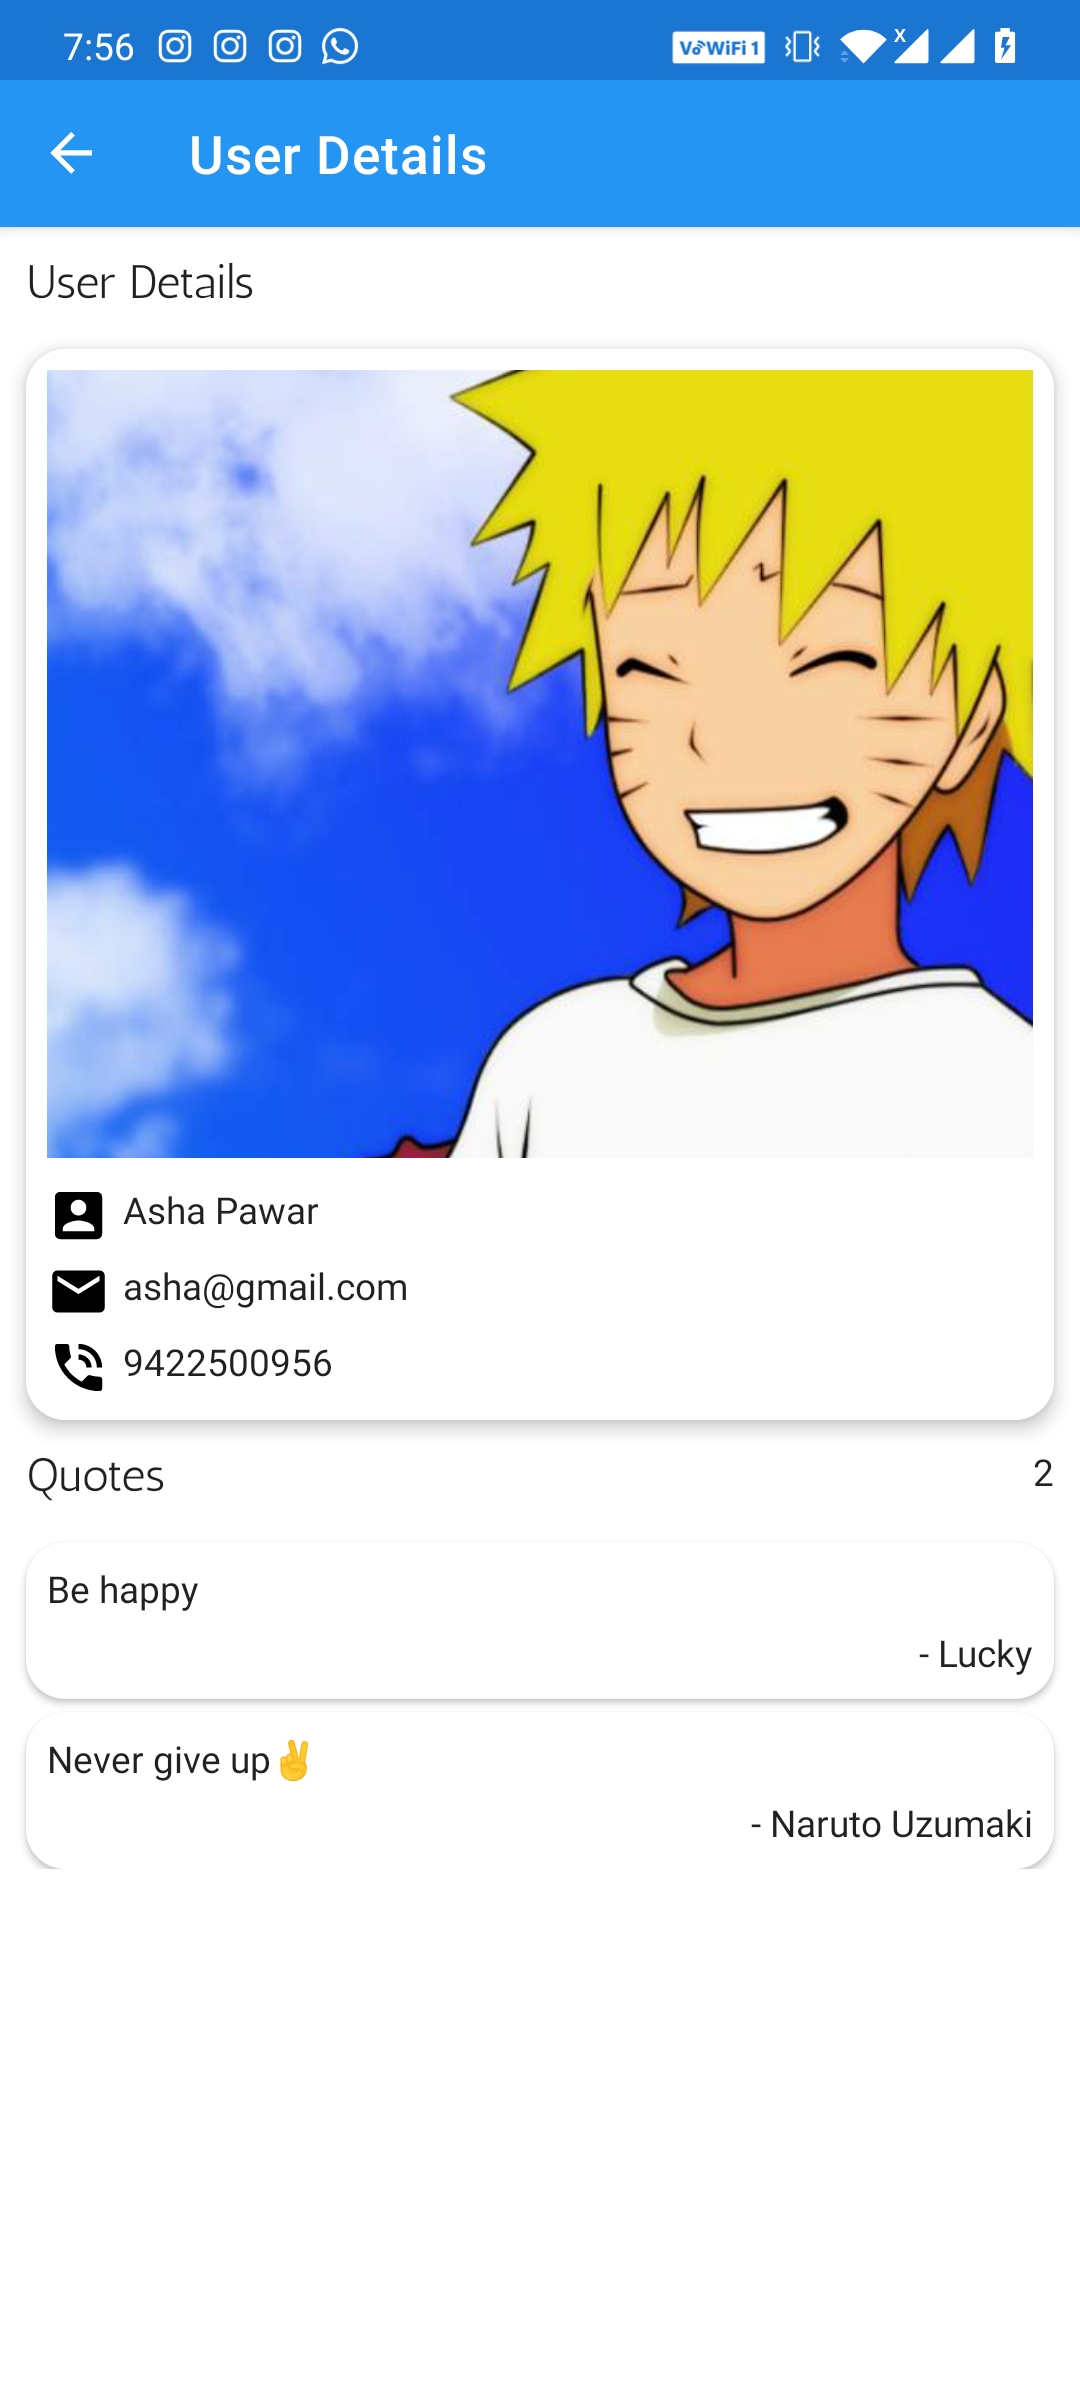 7:56 VoWiFi 1 X
User Details
User Details
Asha Pawar
asha@gmail.com
9422500956
Quotes 2
Be happy
- Lucky
Never give up✌
- Naruto Uzumaki